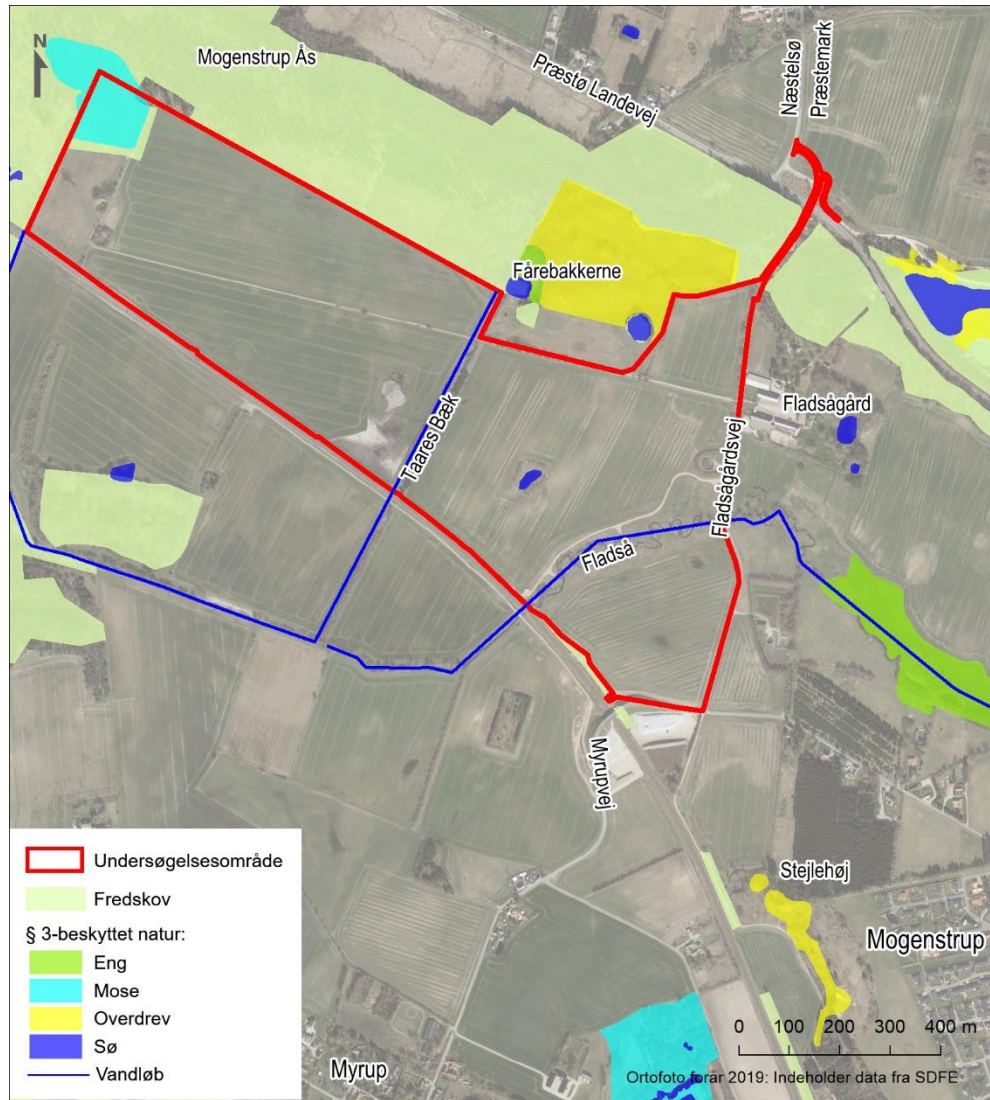 N
Mogenstrup Ås
Præstø Landevej
Næstelsø
Præstemark
Fårebakkerne
Fladsågård
Taares Bæk
Fladsågårdsvej
Fladså
Myrupvej
Stejlehøj
Mogenstrup
Myrup
Undersøgelsesområde
Fredskov
§ 3-beskyttet natur:
Eng
Mose
Overdrev
Sø
Vandløb
0 100 200 300 400 m
Ortofoto forår 2019: Indeholder data fra SDFE